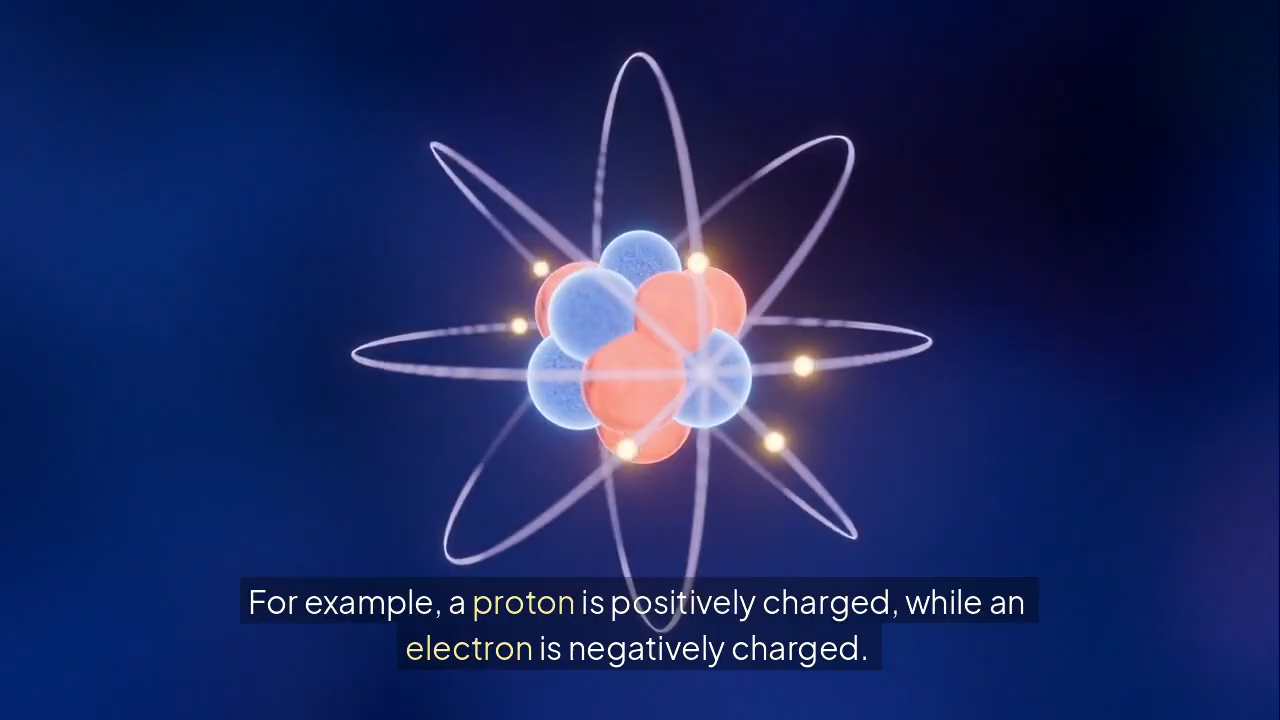 For example, a proton is positively charged, while an
electron is negatively charged.